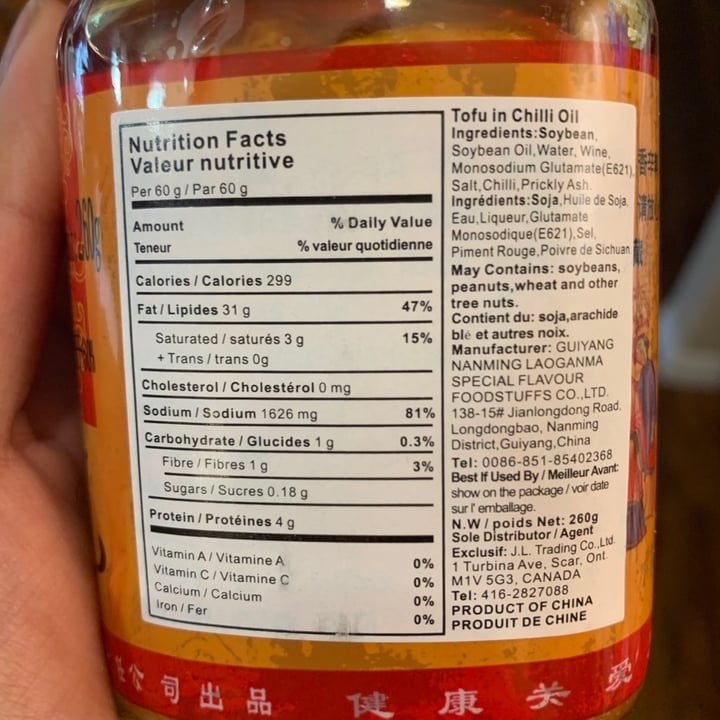 Nutrition Facts
Valeur nutritive
Per 60 g / Par 60 g
Amount % Daily Value
Teneur % valeur quotidienne
Calories / Calories 299
Fat / Lipides 31 g 47%
Saturated / saturés 3 g 15%
+ Trans / trans 0g
Cholesterol / Cholestérol 0 mg
Sodium / Sodium 1626 mg 81%
Carbohydrate / Glucides 1 g 0.3%
Fibre / Fibres 1 g 3%
Sugars / Sucres 0.18 g
Protein / Protéines 4 g
Vitamin A / Vitamine A 0%
Vitamin C / Vitamine C 0%
Calcium / Calcium 0%
Iron / Fer 0%
Tofu in Chilli Oil
Ingredients:Soybean,
Soybean Oil,Water, Wine,
Monosodium Glutamate(E621),
Salt,Chilli,Prickly Ash.
Ingrédients:Soja,Huile de Soja,
Eau,Liqueur,Glutamate
Monosodique(E621),Sel,
Piment Rouge,Poivre de Sichuan.
May Contains: soybeans,
peanuts,wheat and other
tree nuts.
Contient du: soja,arachide
blé et autres noix.
Manufacturer: GUIYANG
NANMING LAOGANMA
SPECIAL FLAVOUR
FOODSTUFFS CO.,LTD.
138-15# Jianlongdong Road,
Longdongbao, Nanming
District,Guiyang,China
Tel: 0086-851-85402368
Best If Used By / Meilleur Avant:
show on the package / voir date
sur l' emballage.
N.W / poids Net: 260g
Sole Distributor / Agent
Exclusif: J.L. Trading Co.,Ltd.
1 Turbina Ave, Scar, Ont.
M1V 5G3, CANADA
Tel: 416-2827088
PRODUCT OF CHINA
PRODUIT DE CHINE
260g
香辛
任公司出品 健康关爱